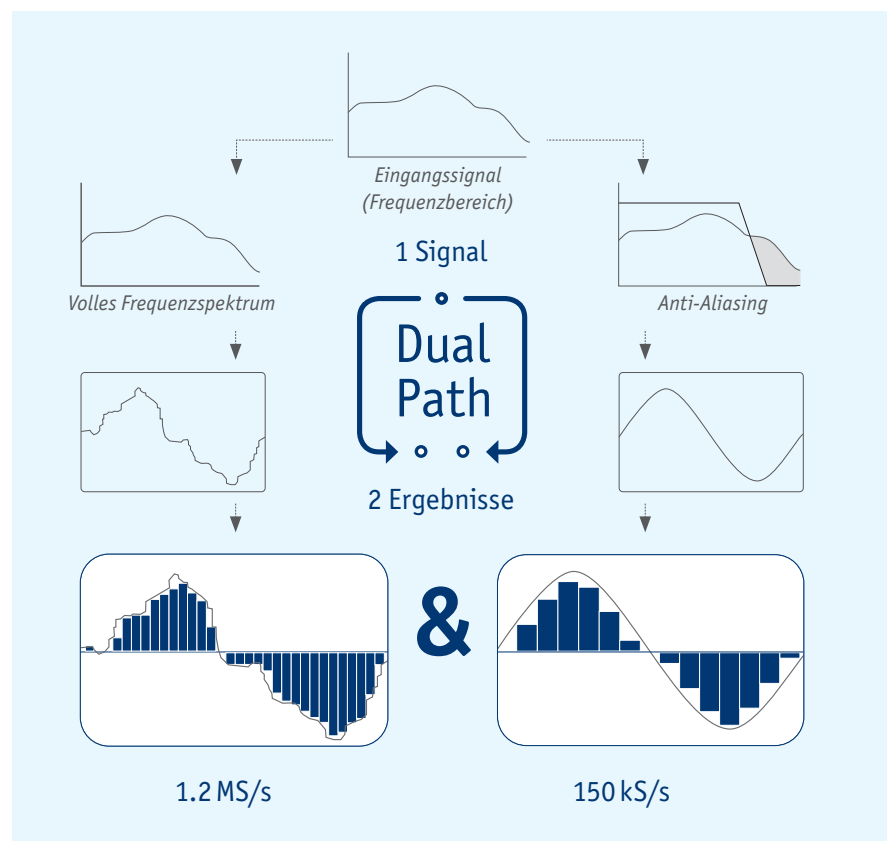 Eingangssignal
(Frequenzbereich)
1 Signal
Volles Frequenzspektrum
Anti-Aliasing
Dual
Path
2 Ergebnisse
&
1.2 MS/s
150 kS/s